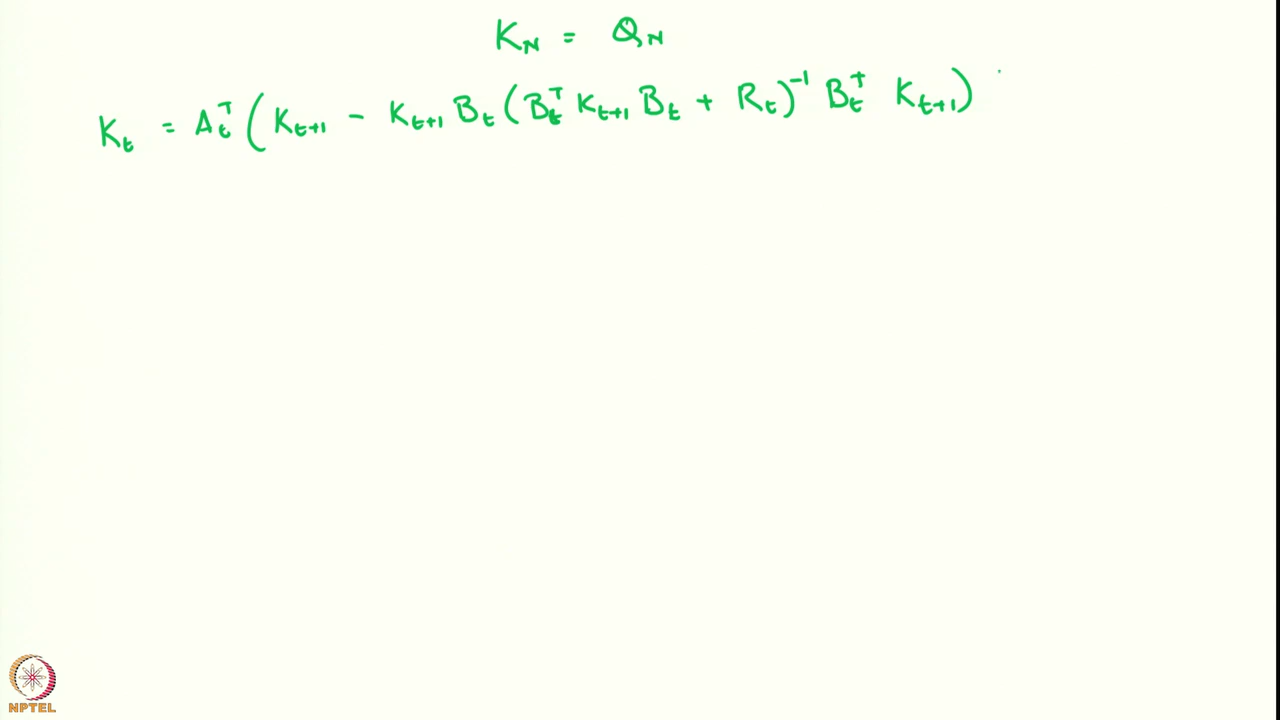 K_N = Q_N
K_t = A_t^T (K_{t+1} - K_{t+1} B_t (B_t^T K_{t+1} B_t + R_t)^{-1} B_t^T K_{t+1})
NPTEL